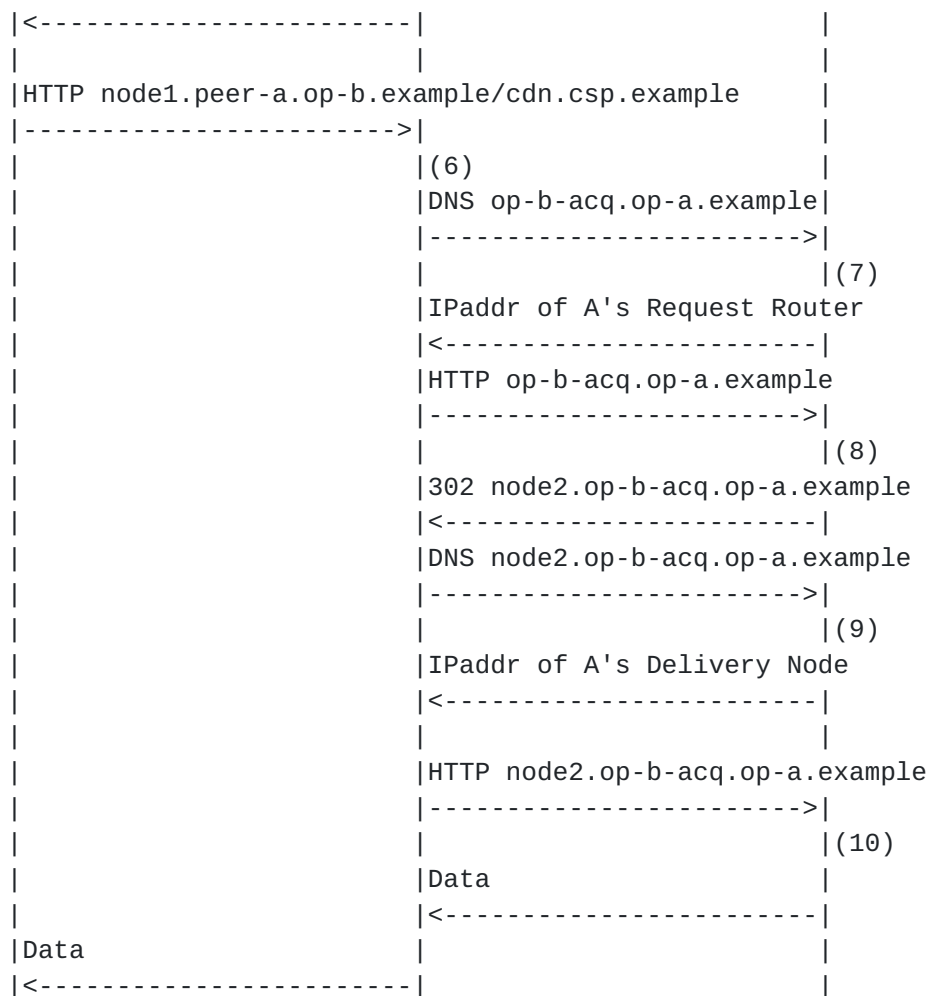 |<------------------------|                         |
|                         |                         |
|HTTP node1.peer-a.op-b.example/cdn.csp.example     |
|------------------------>|                         |
|                         |(6)                      |
|                         |DNS op-b-acq.op-a.example|
|                         |------------------------>|
|                         |                         |(7)
|                         |IPaddr of A's Request Router
|                         |<------------------------|
|                         |HTTP op-b-acq.op-a.example
|                         |------------------------>|
|                         |                         |(8)
|                         |302 node2.op-b-acq.op-a.example
|                         |<------------------------|
|                         |DNS node2.op-b-acq.op-a.example
|                         |------------------------>|
|                         |                         |(9)
|                         |IPaddr of A's Delivery Node
|                         |<------------------------|
|                         |                         |
|                         |HTTP node2.op-b-acq.op-a.example
|                         |------------------------>|
|                         |                         |(10)
|                         |Data                     |
|                         |<------------------------|
|Data                     |                         |
|<------------------------|                         |